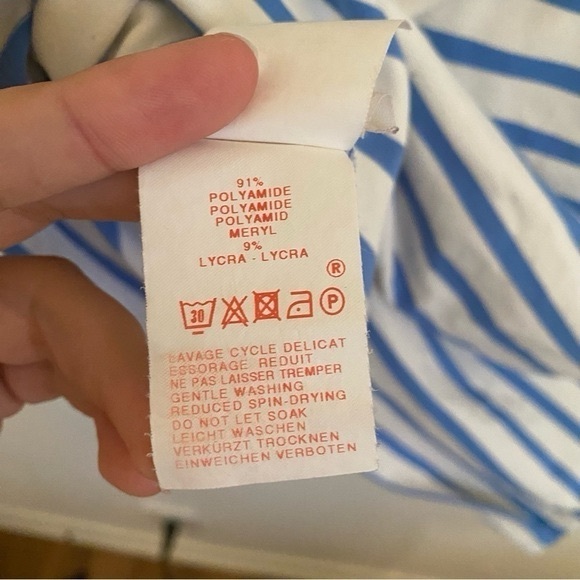 91%
POLYAMIDE
POLYAMIDE
POLYAMID
MERYL
9%
LYCRA - LYCRA
®
30 P
LAVAGE CYCLE DELICAT
ESSORAGE REDUIT
NE PAS LAISSER TREMPER
GENTLE WASHING
REDUCED SPIN-DRYING
DO NOT LET SOAK
LEICHT WASCHEN
VERKÜRZT TROCKNEN
EINWEICHEN VERBOTEN